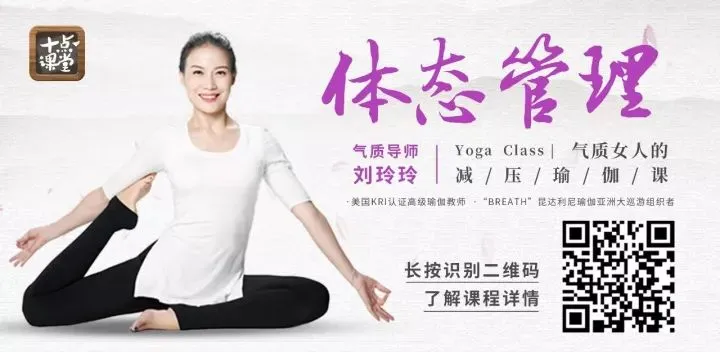 十点
课堂
体态管理
气质导师
刘玲玲
Yoga Class| 气质女人的
减/压/瑜/伽/课
·美国KRI认证高级瑜伽教师 ·“BREATH”昆达利尼瑜伽亚洲大巡游组织者
长按识别二维码
了解课程详情